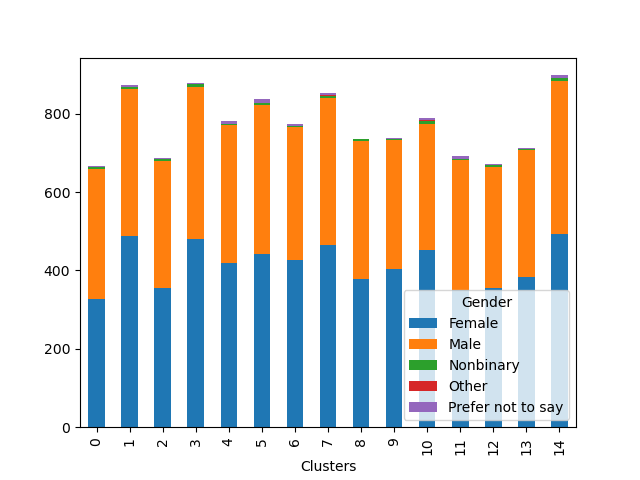 800
600
400
200
0
Gender
Female
Male
Nonbinary
Other
Prefer not to say
0 1 2 3 4 5 6 7 8 9 10 11 12 13 14
Clusters